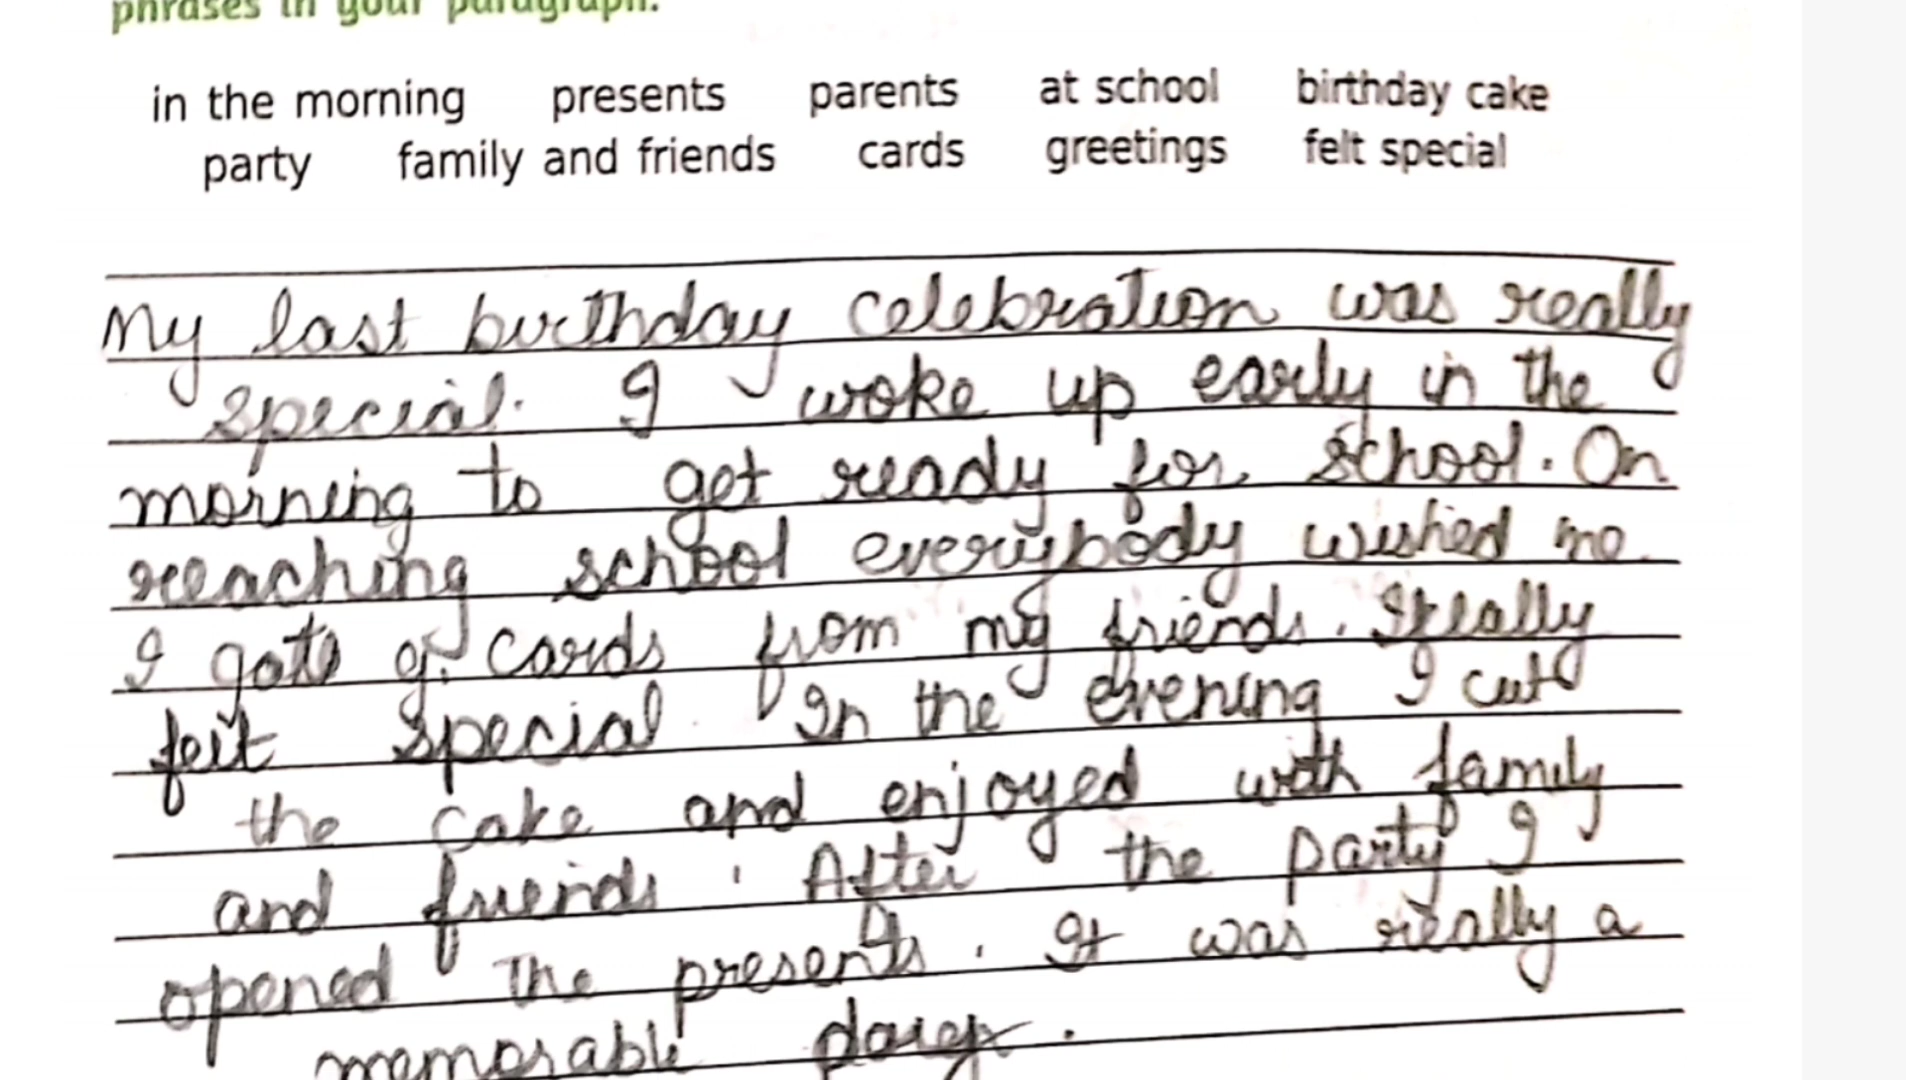 phrases in your paragraph.
in the morning presents parents at school birthday cake
party family and friends cards greetings felt special
My last birthday celebration was really
special. I woke up early in the
morning to get ready for school. On
reaching school everybody wished me
I gots of cards from my friends. I really
felt special. In the evening I cut
the cake and enjoyed with family
and friends. After the party I
opened the presents. It was really a
memorable day.